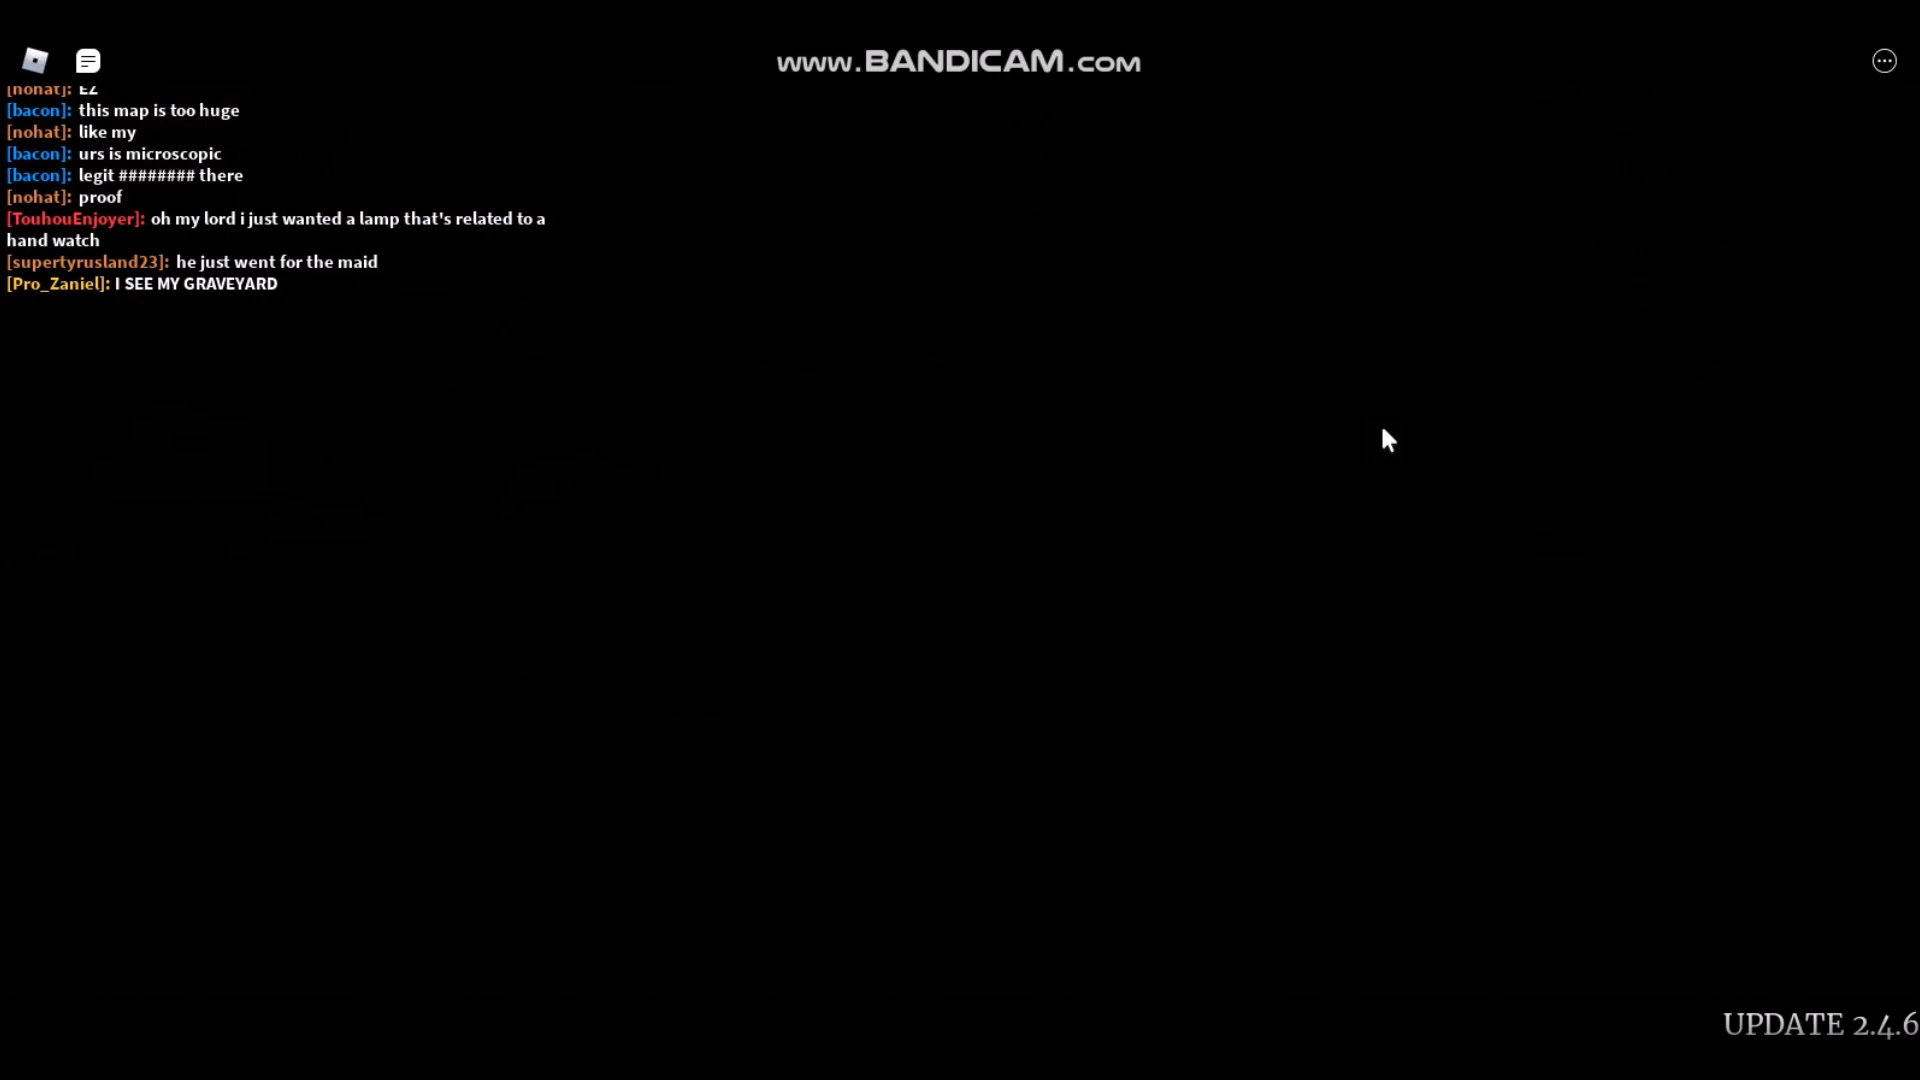 www.BANDICAM.com
[nohat]: EZ
[bacon]: this map is too huge
[nohat]: like my
[bacon]: urs is microscopic
[bacon]: legit ######## there
[nohat]: proof
[TouhouEnjoyer]: oh my lord i just wanted a lamp that's related to a
hand watch
[supertyrusland23]: he just went for the maid
[Pro_Zaniel]: I SEE MY GRAVEYARD
UPDATE 2.4.6